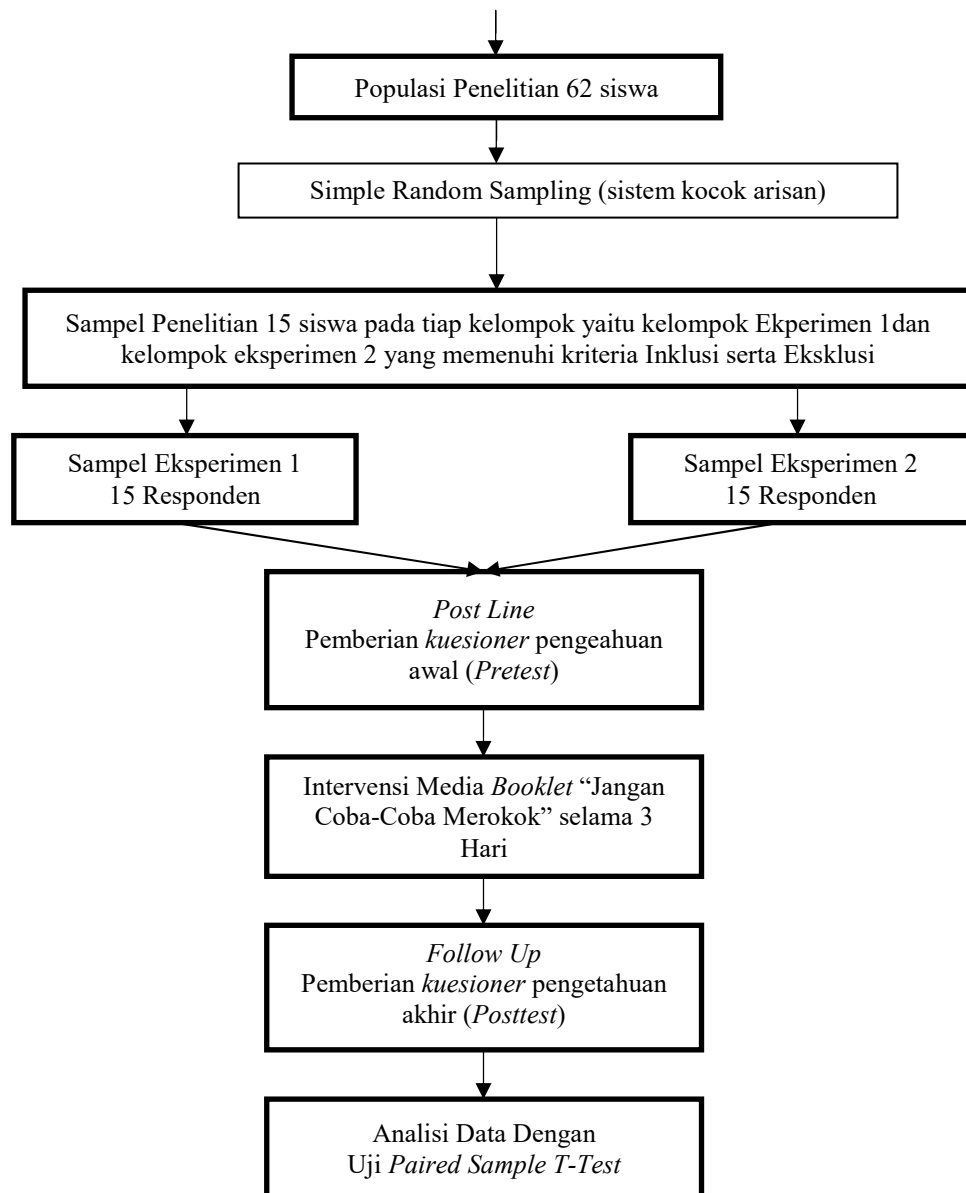 Populasi Penelitian 62 siswa
Simple Random Sampling (sistem kocok arisan)
Sampel Penelitian 15 siswa pada tiap kelompok yaitu kelompok Ekperimen 1dan
kelompok eksperimen 2 yang memenuhi kriteria Inklusi serta Eksklusi
Sampel Eksperimen 1
15 Responden
Sampel Eksperimen 2
15 Responden
Post Line
Pemberian kuesioner pengeahuan
awal (Pretest)
Intervensi Media Booklet “Jangan
Coba-Coba Merokok” selama 3
Hari
Follow Up
Pemberian kuesioner pengetahuan
akhir (Posttest)
Analisi Data Dengan
Uji Paired Sample T-Test